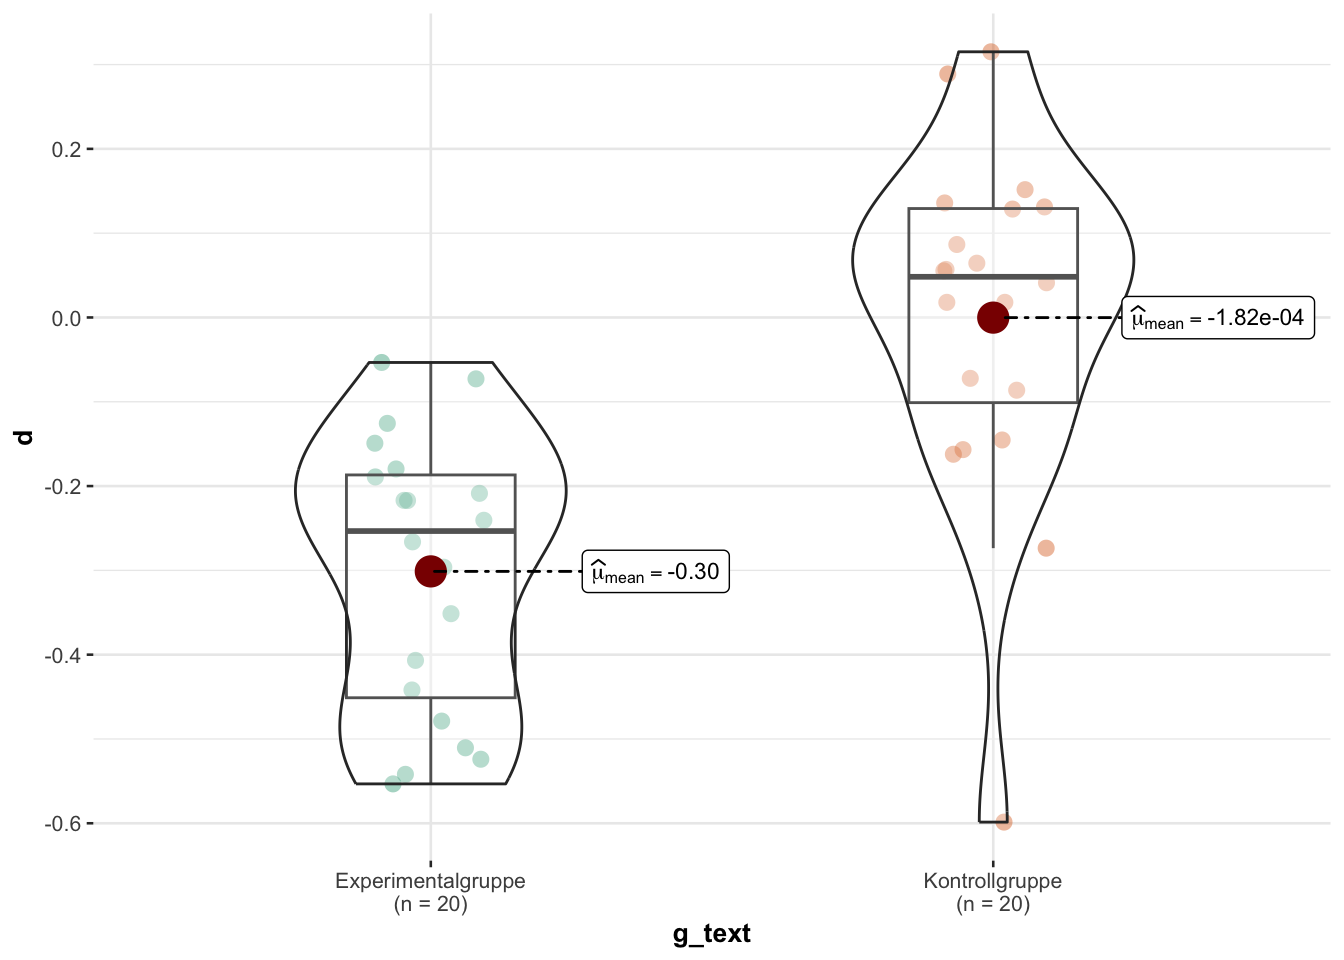 d
0.2
0.0
-0.2
-0.4
-0.6
μ̂mean = -0.30
μ̂mean = -1.82e-04
Experimentalgruppe
(n = 20)
Kontrollgruppe
(n = 20)
g_text